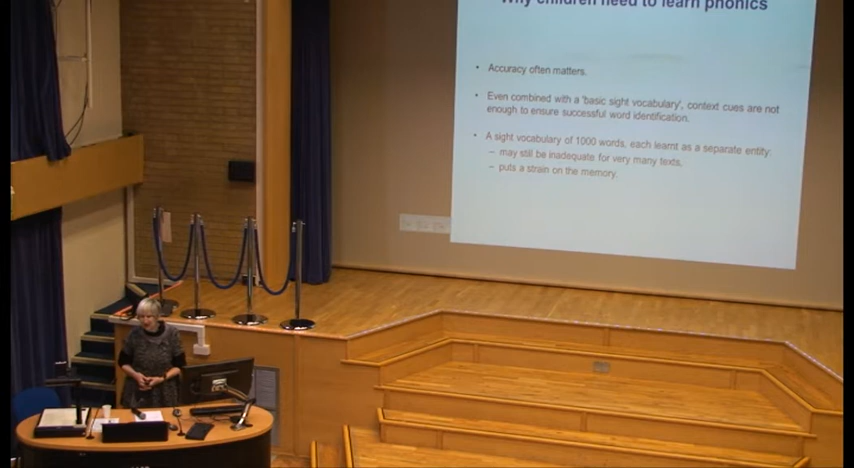 Why children need to learn phonics
• Accuracy often matters.
• Even combined with a 'basic sight vocabulary', context cues are not
enough to ensure successful word identification.
• A sight vocabulary of 1000 words, each learnt as a separate entity:
– may still be inadequate for very many texts,
– puts a strain on the memory.